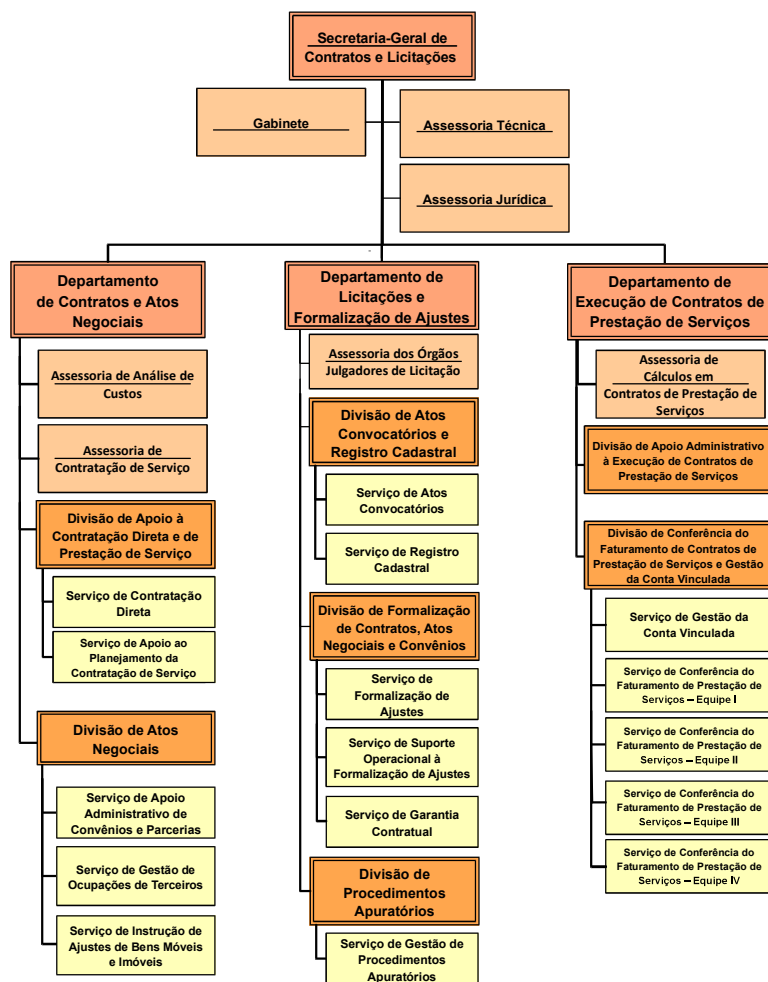 Secretaria-Geral de
Contratos e Licitações
Gabinete
Assessoria Técnica
Assessoria Jurídica
Departamento
de Contratos e Atos
Negociais
Assessoria de Análise de
Custos
Assessoria de
Contratação de Serviço
Divisão de Apoio à
Contratação Direta e de
Prestação de Serviço
Serviço de Contratação
Direta
Serviço de Apoio ao
Planejamento da
Contratação de Serviço
Divisão de Atos
Negociais
Serviço de Apoio
Administrativo de
Convênios e Parcerias
Serviço de Gestão de
Ocupações de Terceiros
Serviço de Instrução de
Ajustes de Bens Móveis e
Imóveis
Departamento de
Licitações e
Formalização de Ajustes
Assessoria dos Órgãos
Julgadores de Licitação
Divisão de Atos
Convocatórios e
Registro Cadastral
Serviço de Atos
Convocatórios
Serviço de Registro
Cadastral
Divisão de Formalização
de Contratos, Atos
Negociais e Convênios
Serviço de
Formalização de
Ajustes
Serviço de Suporte
Operacional à
Formalização de Ajustes
Serviço de Garantia
Contratual
Divisão de
Procedimentos
Apuratórios
Serviço de Gestão de
Procedimentos
Apuratórios
Departamento de
Execução de Contratos de
Prestação de Serviços
Assessoria de
Cálculos em
Contratos de Prestação de
Serviços
Divisão de Apoio Administrativo
à Execução de Contratos de
Prestação de Serviços
Divisão de Conferência do
Faturamento de Contratos de
Prestação de Serviços e Gestão
da Conta Vinculada
Serviço de Gestão da
Conta Vinculada
Serviço de Conferência do
Faturamento de Prestação de
Serviços – Equipe I
Serviço de Conferência do
Faturamento de Prestação de
Serviços – Equipe II
Serviço de Conferência do
Faturamento de Prestação de
Serviços – Equipe III
Serviço de Conferência do
Faturamento de Prestação de
Serviços – Equipe IV